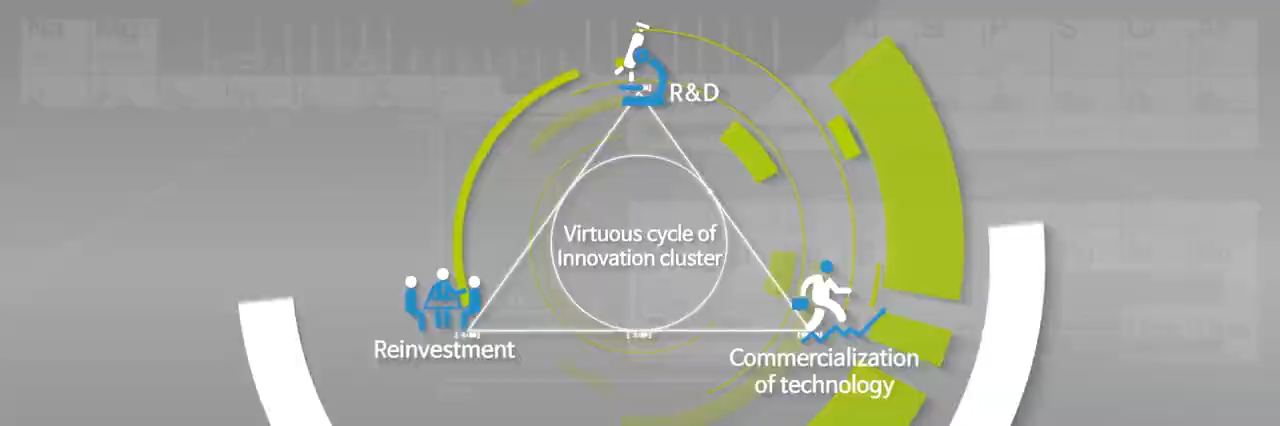 R&D
Virtuous cycle of
Innovation cluster
Reinvestment
Commercialization
of technology